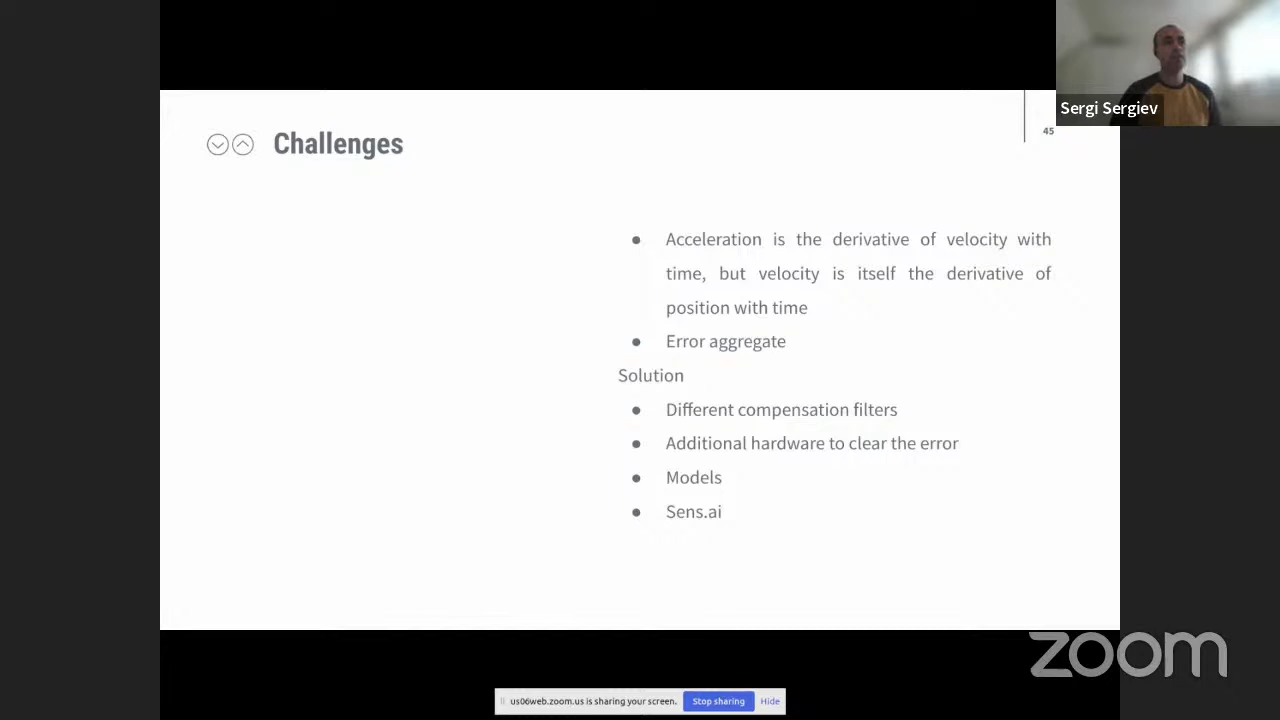 Challenges
45
Sergi Sergiev
● Acceleration is the derivative of velocity with
time, but velocity is itself the derivative of
position with time
● Error aggregate
Solution
● Different compensation filters
● Additional hardware to clear the error
● Models
● Sens.ai
zoom
us06web.zoom.us is sharing your screen. Stop sharing Hide